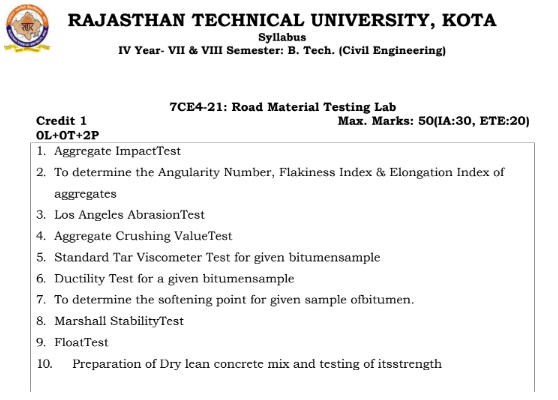 RAJASTHAN TECHNICAL UNIVERSITY, KOTA
Syllabus
IV Year- VII & VIII Semester: B. Tech. (Civil Engineering)
7CE4-21: Road Material Testing Lab
Credit 1 Max. Marks: 50(IA:30, ETE:20)
0L+0T+2P
1. Aggregate ImpactTest
2. To determine the Angularity Number, Flakiness Index & Elongation Index of
aggregates
3. Los Angeles AbrasionTest
4. Aggregate Crushing ValueTest
5. Standard Tar Viscometer Test for given bitumensample
6. Ductility Test for a given bitumensample
7. To determine the softening point for given sample ofbitumen.
8. Marshall StabilityTest
9. FloatTest
10. Preparation of Dry lean concrete mix and testing of itsstrength